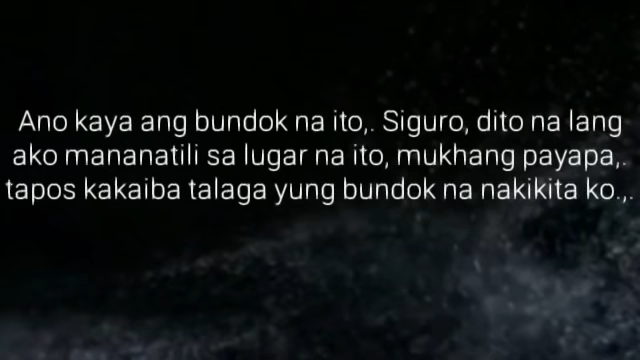 Ano kaya ang bundok na ito,. Siguro, dito na lang
ako mananatili sa lugar na ito, mukhang payapa,.
tapos kakaiba talaga yung bundok na nakikita ko.,.